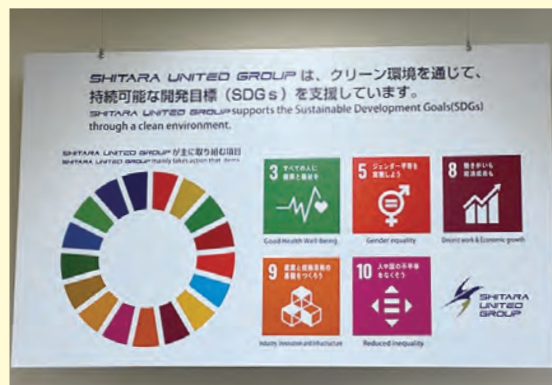 SHITARA UNITED GROUP は、クリーン環境を通じて、
持続可能な開発目標（SDGs）を支援しています。
SHITARA UNITED GROUP supports the Sustainable Development Goals(SDGs)
through a clean environment.
SHITARA UNITED GROUP が主に取り組む項目
SHITARA UNITED GROUP mainly takes action that items
3 すべての人に
健康と福祉を
Good Health Well-Being
5 ジェンダー平等を
実現しよう
Gender equality
8 働きがいも
経済成長も
Decent work & Economic growth
9 産業と技術革新の
基盤をつくろう
Industry, Innovation and Infrastructure
10 人や国の不平等
をなくそう
Reduced inequality
SHITARA
UNITED
GROUP